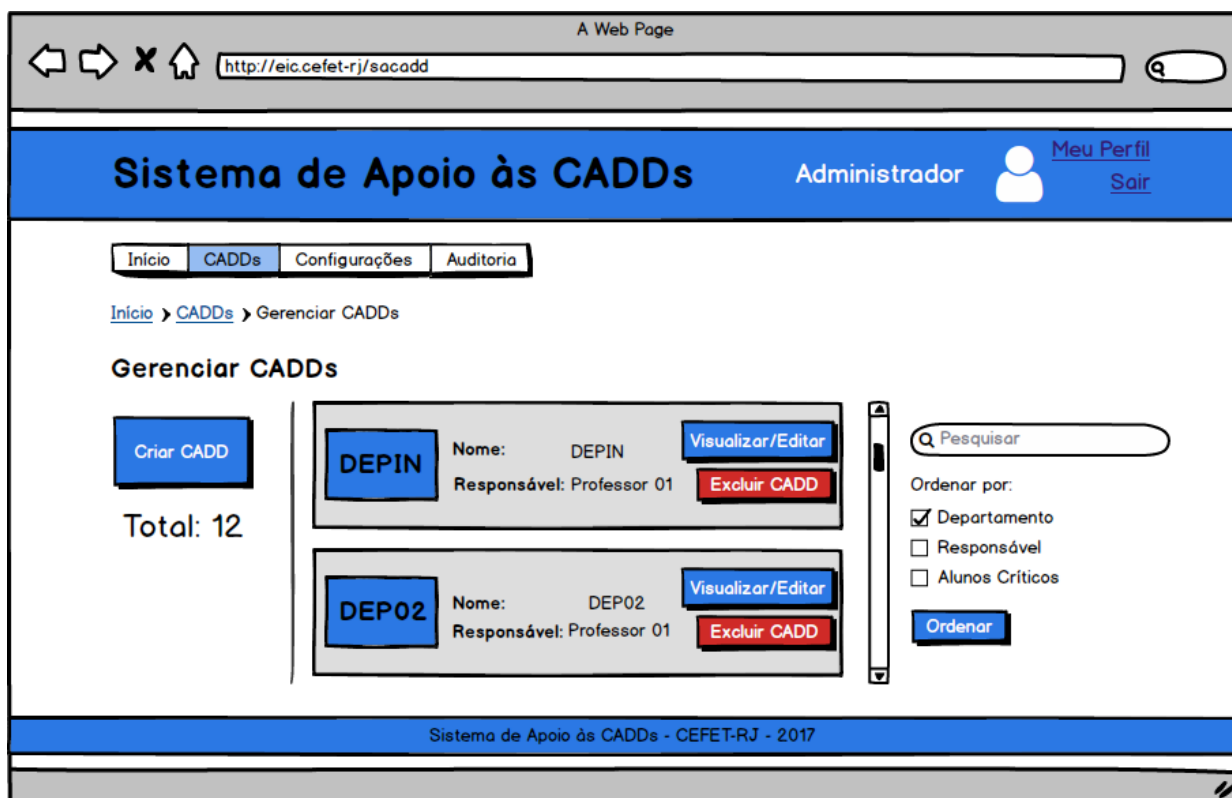 A Web Page
http://eic.cefet-rj/sacadd
Sistema de Apoio às CADDs
Administrador
Meu Perfil
Sair
Início CADDs Configurações Auditoria
Início CADDs Gerenciar CADDs
Gerenciar CADDs
Criar CADD
Total: 12
DEPIN
Nome: DEPIN
Responsável: Professor 01
Visualizar/Editar
Excluir CADD
DEP02
Nome: DEP02
Responsável: Professor 01
Visualizar/Editar
Excluir CADD
Pesquisar
Ordenar por:
Departamento
Responsável
Alunos Críticos
Ordenar
Sistema de Apoio às CADDs - CEFET-RJ - 2017